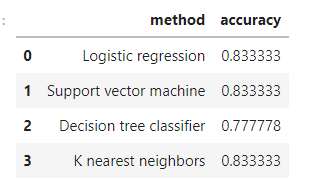 : method accuracy
0 Logistic regression 0.833333
1 Support vector machine 0.833333
2 Decision tree classifier 0.777778
3 K nearest neighbors 0.833333